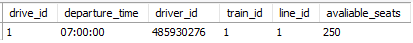 drive_id departure_time driver_id train_id line_id avaliable_seats
1 07:00:00 485930276 1 1 250